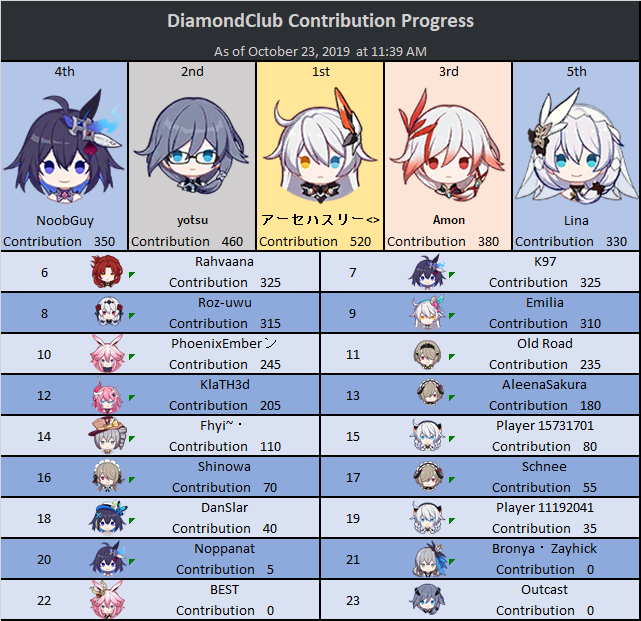 DiamondClub Contribution Progress
As of October 23, 2019 at 11:39 AM
4th
2nd
1st
3rd
5th
NoobGuy
yotsu
アーセハスリー<>
Amon
Lina
Contribution 350
Contribution 460
Contribution 520
Contribution 380
Contribution 330
6
Rahvaana
Contribution 325
7
K97
Contribution 325
8
Roz-uwu
Contribution 315
9
Emilia
Contribution 310
10
PhoenixEmberン
Contribution 245
11
Old Road
Contribution 235
12
KlaTH3d
Contribution 205
13
AleenaSakura
Contribution 180
14
Fhyi~・
Contribution 110
15
Player 15731701
Contribution 80
16
Shinowa
Contribution 70
17
Schnee
Contribution 55
18
DanSlar
Contribution 40
19
Player 11192041
Contribution 35
20
Noppanat
Contribution 5
21
Bronya・Zayhick
Contribution 0
22
BEST
Contribution 0
23
Outcast
Contribution 0